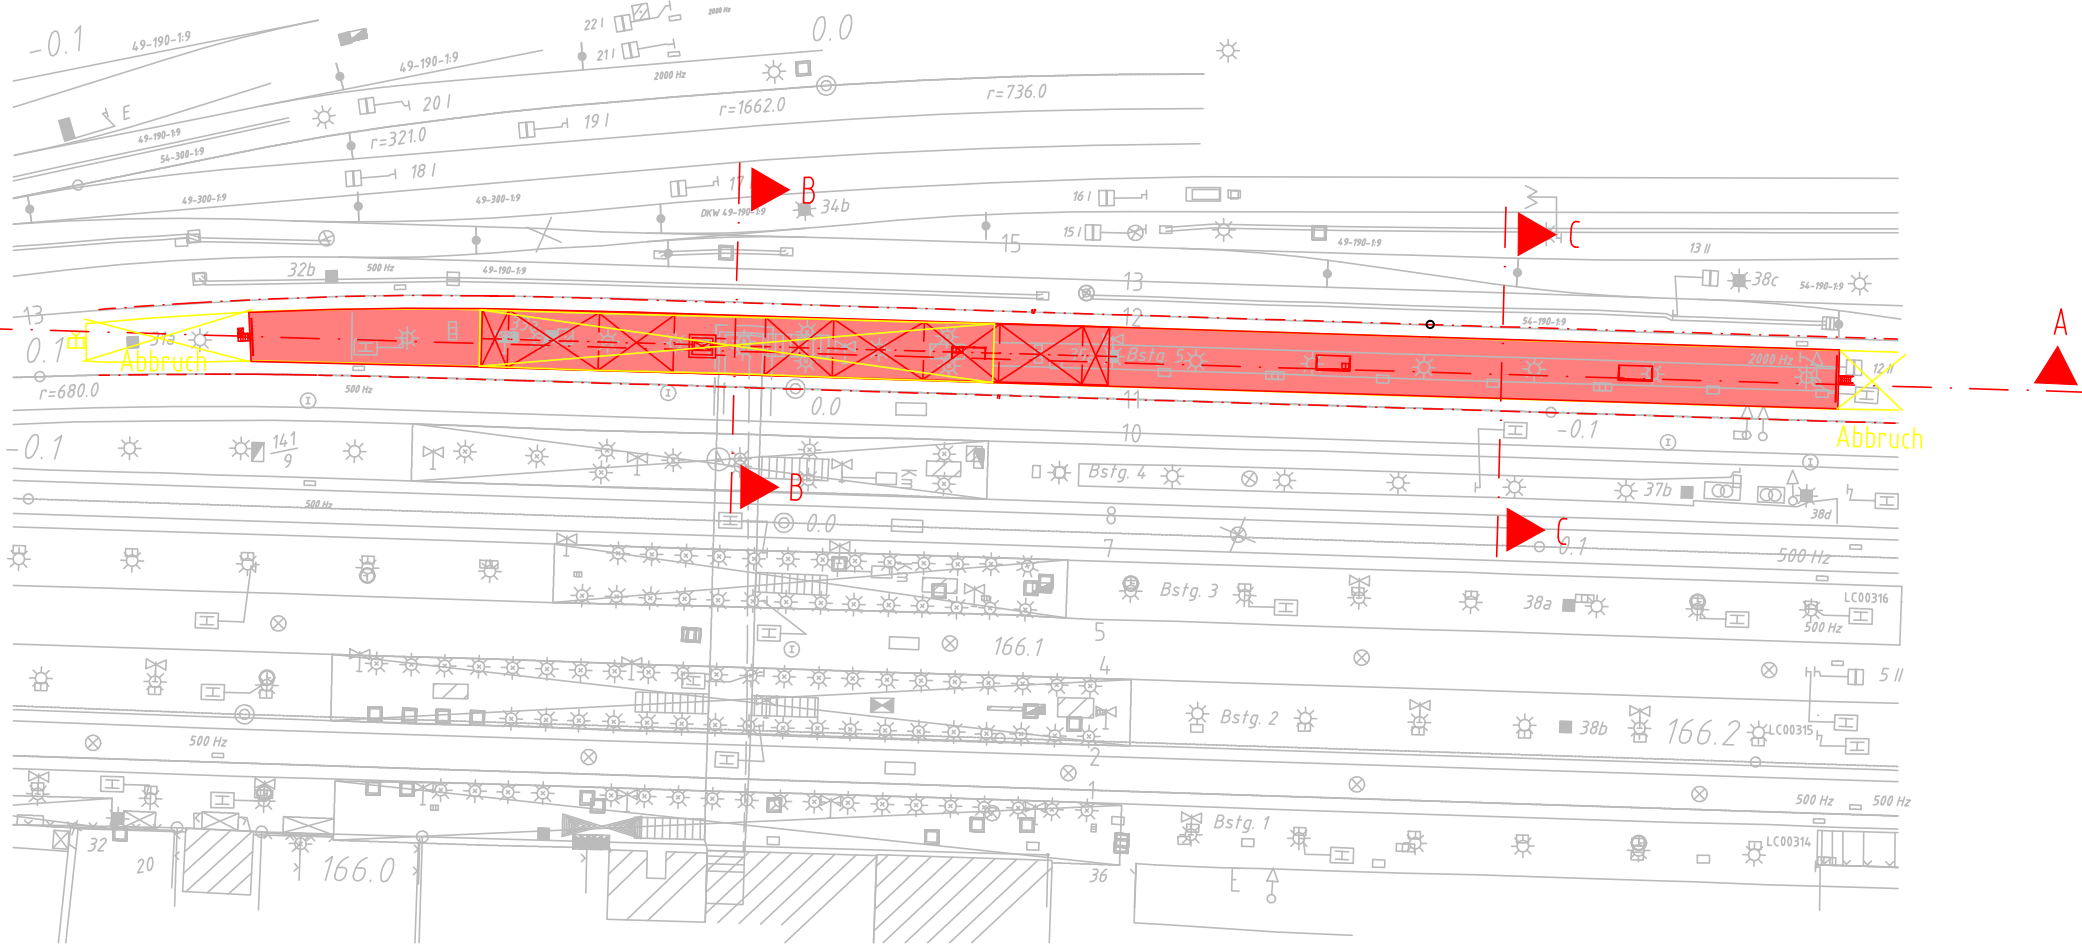 -0.1
49-190-1:9
22 I
2000 Hz
0.0
21 I
49-190-1:9
2000 Hz
20 I
E
r=1662.0
r=736.0
19 I
49-190-1:9
r=321.0
54-300-1:9
18 I
49-300-1:9
49-300-1:9
B
16 I
DKW 49-190-1:9
34b
C
15 I
15
49-190-1:9
13 II
32b
500 Hz
49-190-1:9
13
38c
54-190-1:9
13
12
54-190-1:9
A
0.1
31a
Abbruch
Bstg. 5
2000 Hz
12 II
r=680.0
500 Hz
0.0
11
10
-0.1
Abbruch
-0.1
141
9
Bstg. 4
B
37b
500 Hz
0.0
8
38d
C
7
0.1
500 Hz
Bstg. 3
38a
LC00316
5
500 Hz
166.1
4
5 II
Bstg. 2
38b
166.2
LC00315
500 Hz
2
1
500 Hz
500 Hz
Bstg. 1
LC00314
32
20
166.0
36
E